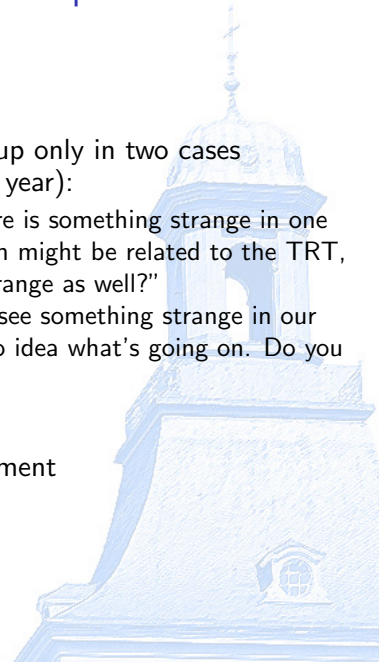 up only in two cases
year):
re is something strange in one
n might be related to the TRT,
range as well?”
see something strange in our
o idea what's going on. Do you
ment